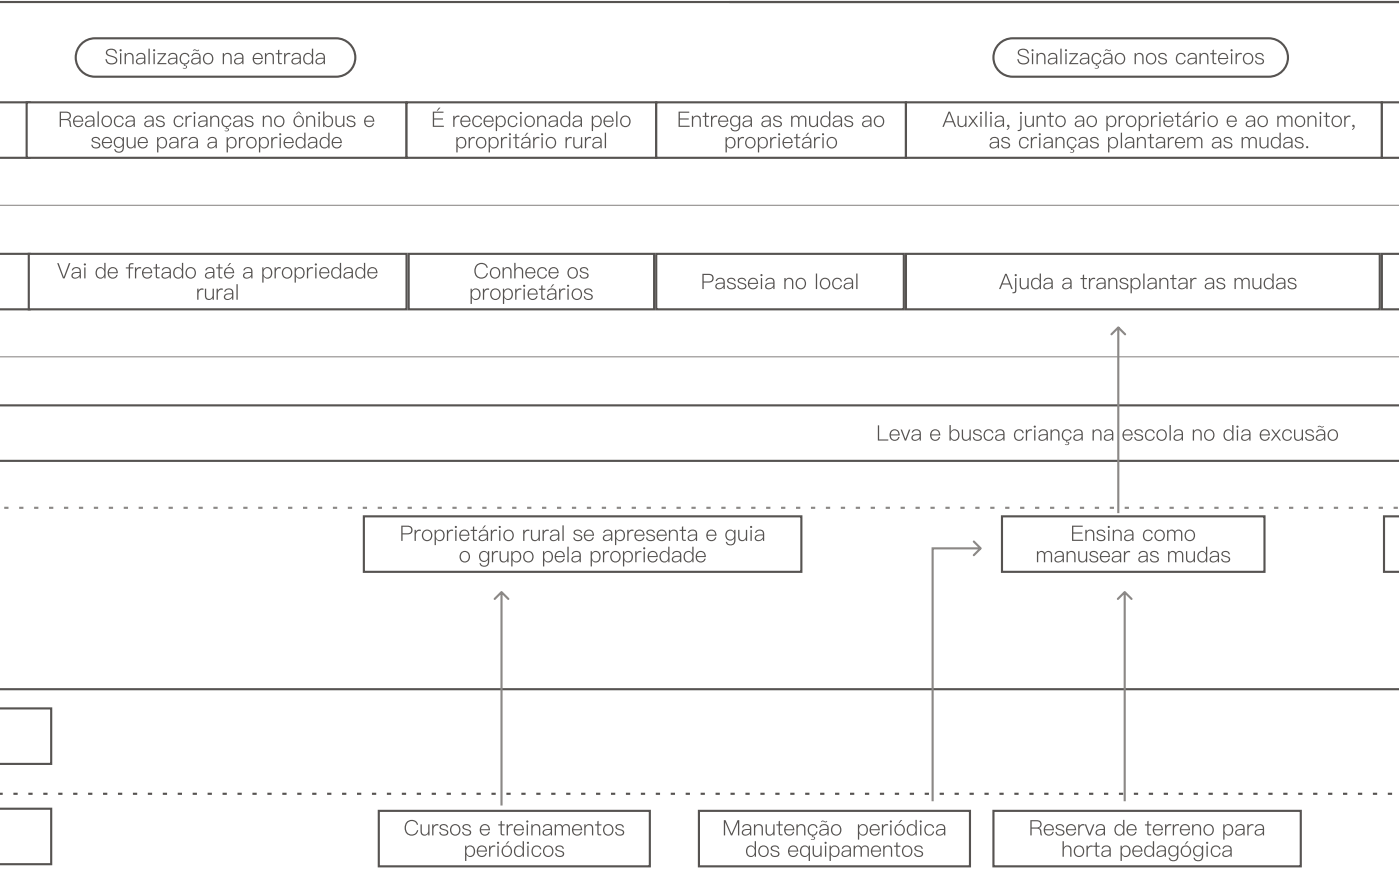 Sinalização na entrada
Sinalização nos canteiros
Realoca as crianças no ônibus e
segue para a propriedade
É recepcionada pelo
propritário rural
Entrega as mudas ao
proprietário
Auxilia, junto ao proprietário e ao monitor,
as crianças plantarem as mudas.
Vai de fretado até a propriedade
rural
Conhece os
proprietários
Passeia no local
Ajuda a transplantar as mudas
Leva e busca criança na escola no dia excusão
Proprietário rural se apresenta e guia
o grupo pela propriedade
Ensina como
manusear as mudas
Cursos e treinamentos
periódicos
Manutenção periódica
dos equipamentos
Reserva de terreno para
horta pedagógica